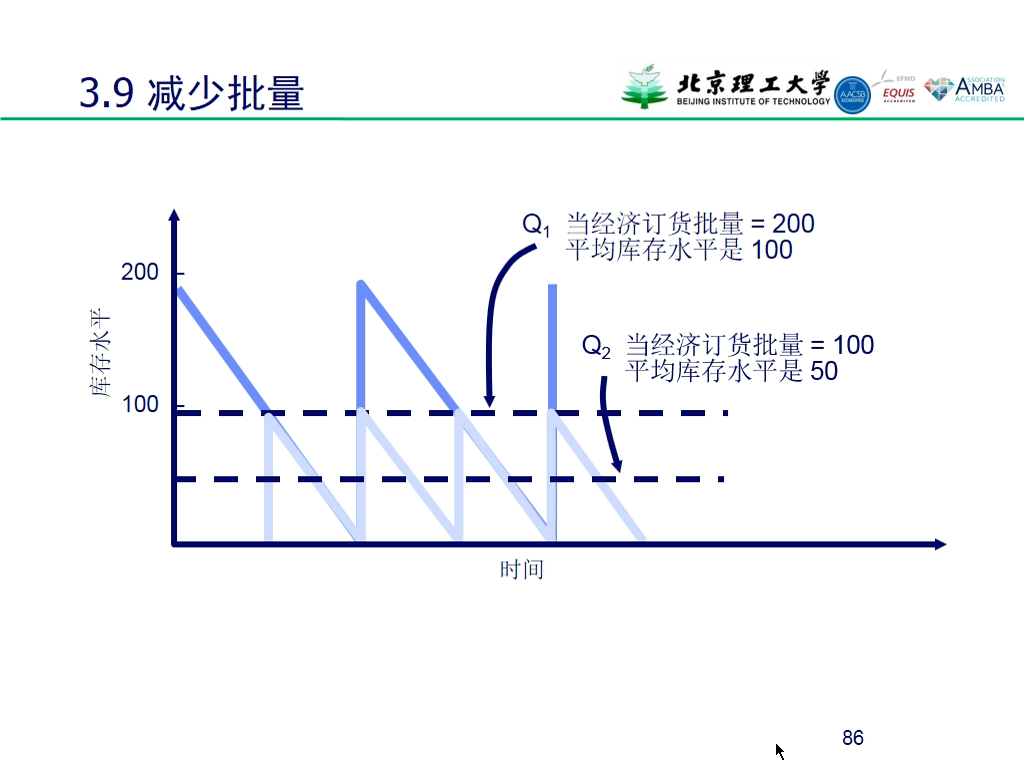 3.9 减少批量
北京理工大学
BEIJING INSTITUTE OF TECHNOLOGY
AACSB
ACCREDITED
EFMD
EQUIS
ACCREDITED
ASSOCIATION
AMBA
ACCREDITED
Q1 当经济订货批量 = 200
平均库存水平是 100
200
Q2 当经济订货批量 = 100
平均库存水平是 50
库存水平
100
时间
86